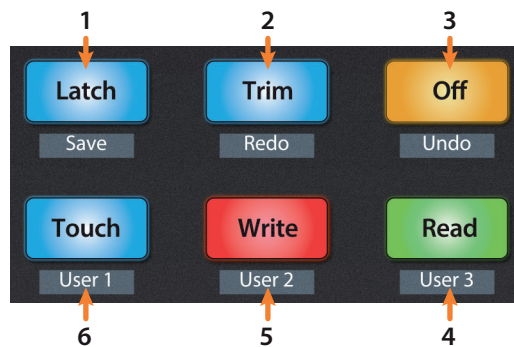 1 2 3
Latch Trim Off
Save Redo Undo
Touch Write Read
User 1 User 2 User 3
6 5 4